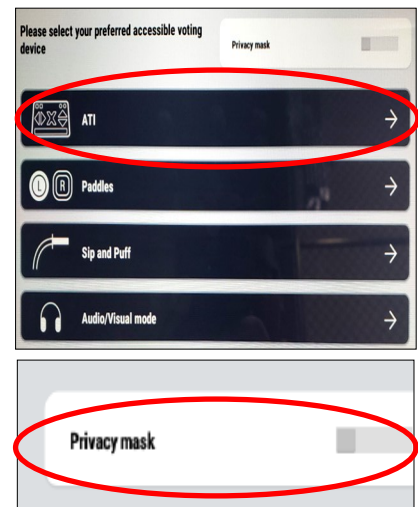 Please select your preferred accessible voting
device
Privacy mask
ATI
L R Paddles
Sip and Puff
Audio/Visual mode
Privacy mask